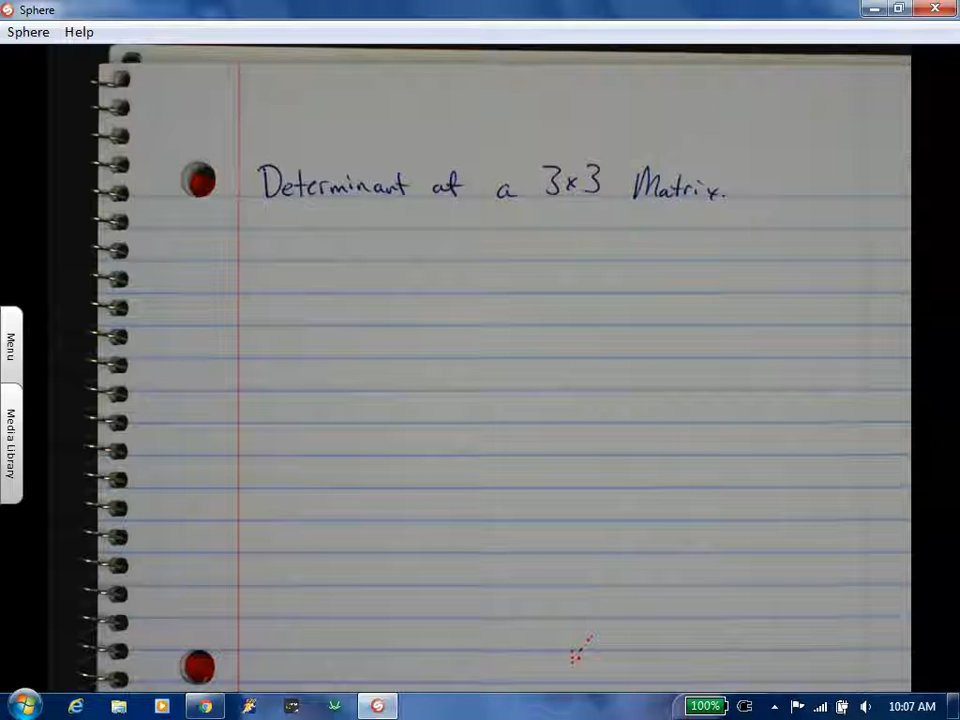 Sphere
Sphere Help
Determinant of a 3x3 Matrix.
Menu
Media Library
100%
10:07 AM